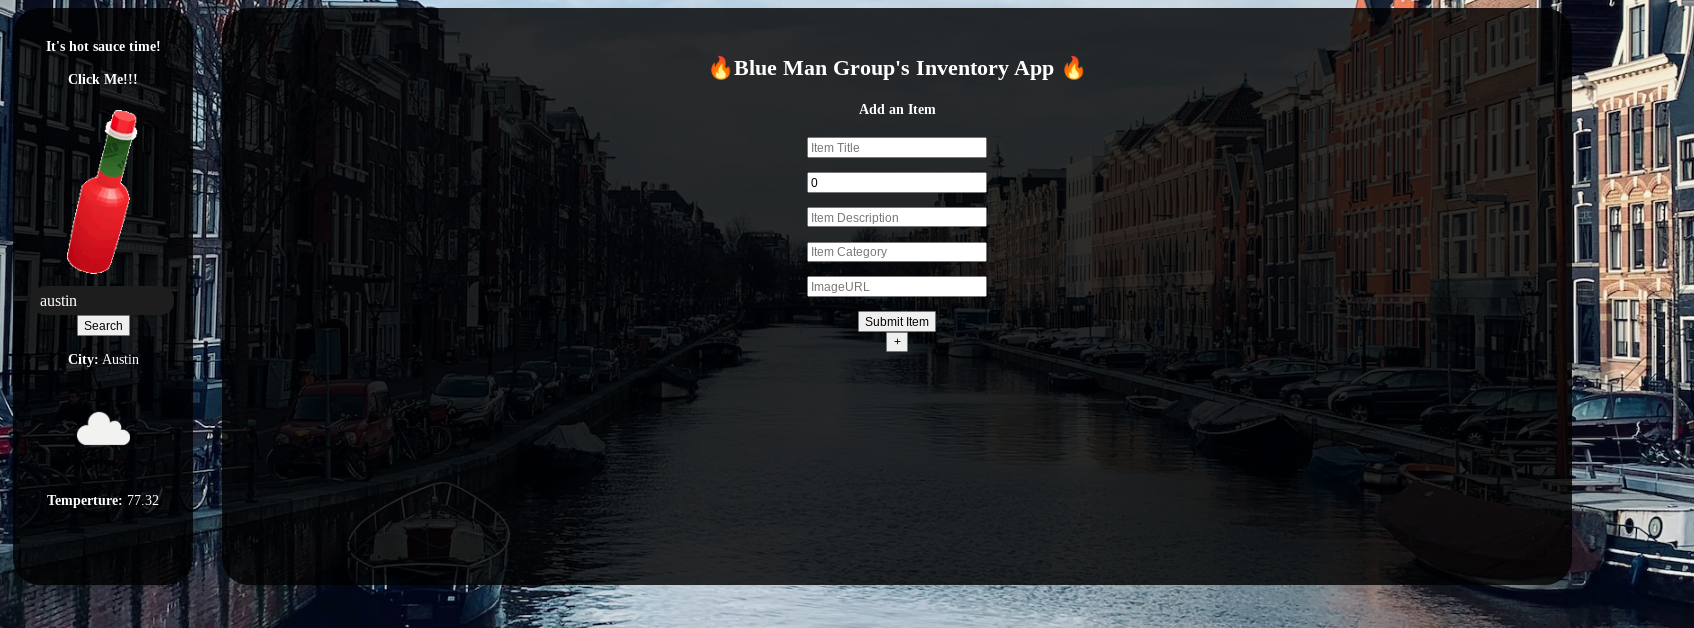 It's hot sauce time!
Click Me!!!
austin
Search
City: Austin
Temperture: 77.32
🔥Blue Man Group's Inventory App 🔥
Add an Item
Item Title
0
Item Description
Item Category
ImageURL
Submit Item
+